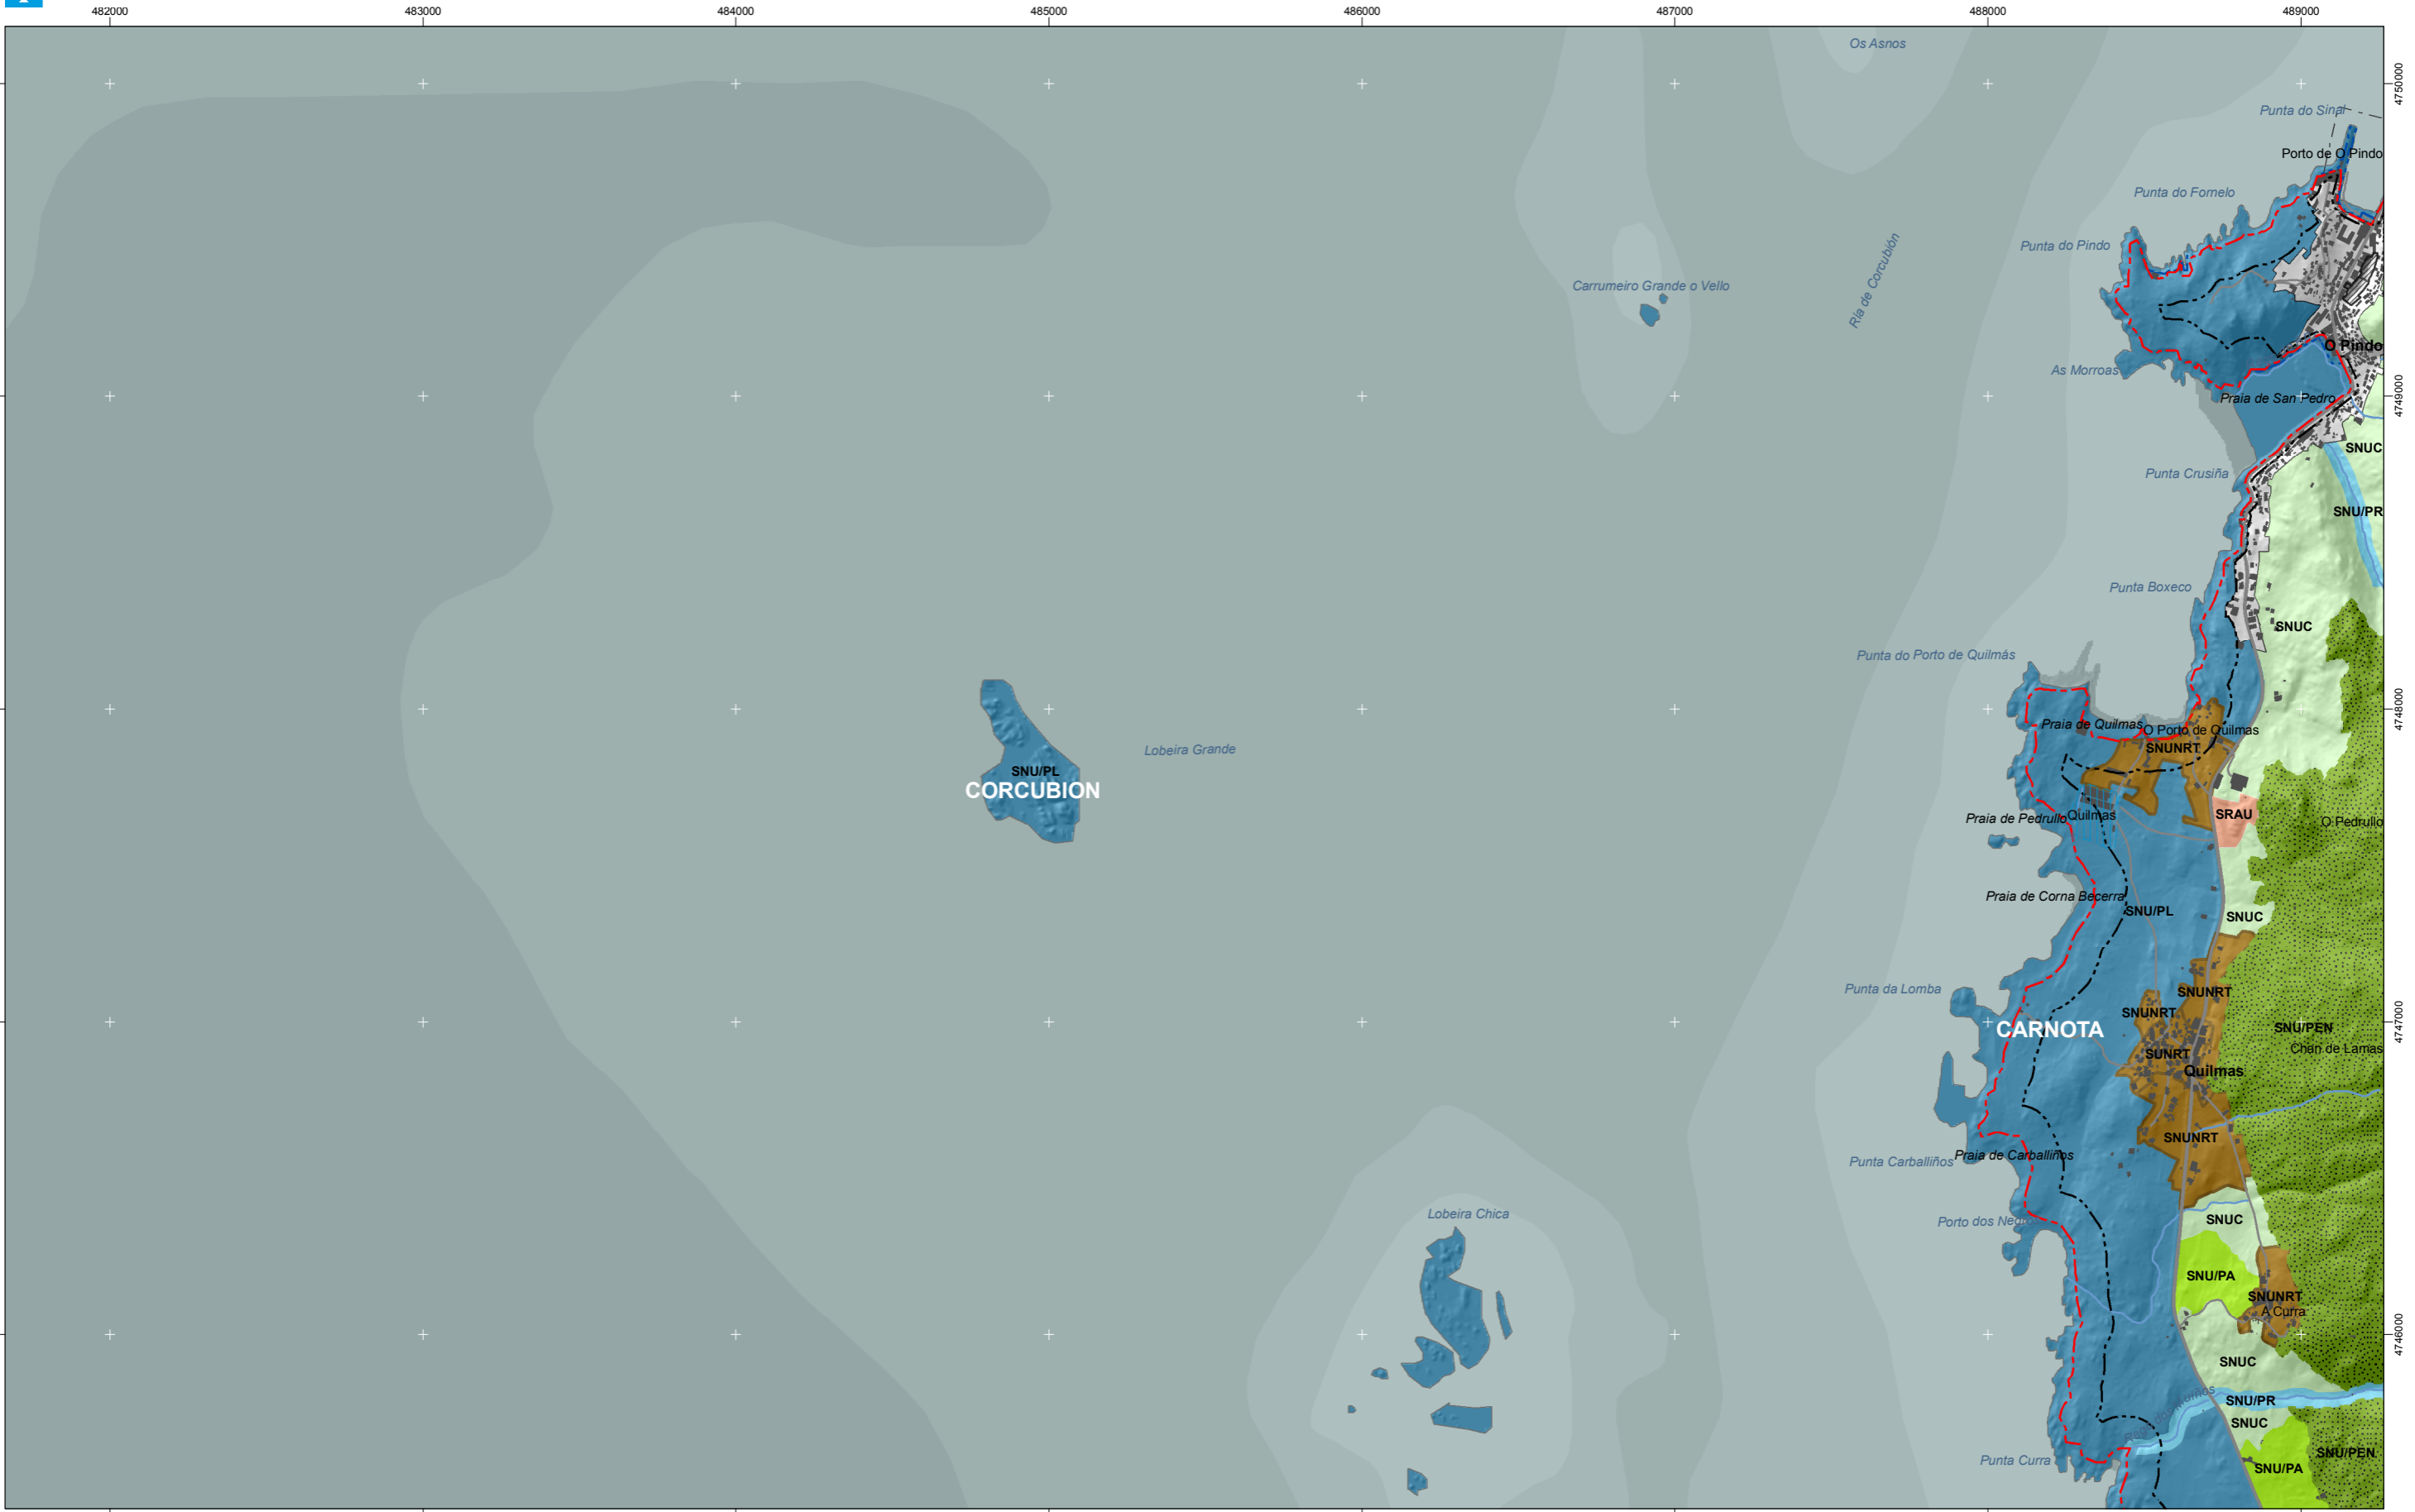 482000 483000 484000 485000 486000 487000 488000 489000
Os Asnos
4750000
Punta do Sinal
Porto de O Pindo
Punta do Fornelo
Punta do Pindo
Ría de Corcubión
Carrumeiro Grande o Vello
O Pindo
As Morroas
Praia de San Pedro
4749000
SNUC
Punta Crusiña
SNU/PR
Punta Boxeco
SNUC
Punta do Porto de Quilmás
4748000
Praia de Quilmas
O Porto de Quilmas
SNUNRT
Lobeira Grande
SNU/PL
CORCUBION
SRAU
Praia de Pedrullo
Quilmas
O Pedrullo
Praia de Corna Becerra
SNU/PL
SNUC
Punta da Lomba
SNUNRT
SNUNRT
4747000
CARNOTA
SNU/PEN
Chan de Lamas
SUNRT
Quilmas
SNUNRT
Praia de Carballiños
Punta Carballiños
Lobeira Chica
SNUC
Porto dos Negros
SNU/PA
SNUNRT
A Curra
4746000
SNUC
SNU/PR
SNUC
SNU/PEN
Punta Curra
SNU/PA